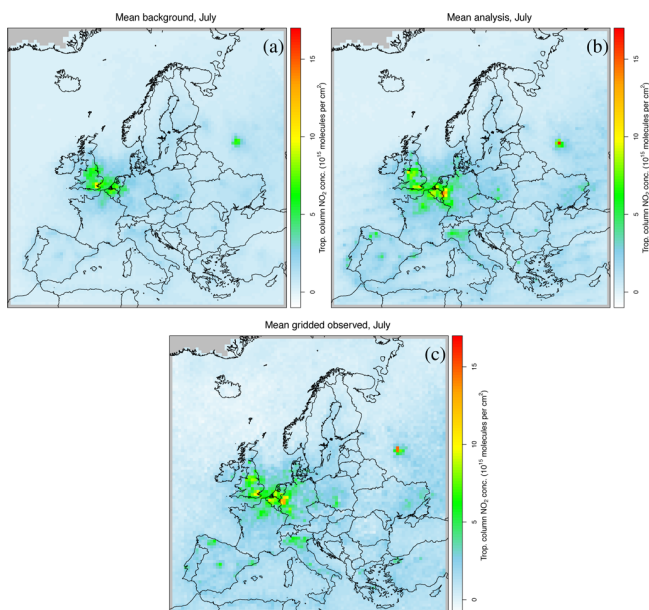 Mean background, July
(a)
15
10
5
0
Trop. column NO₂ conc. (10¹⁵ molecules per cm²)
Mean analysis, July
(b)
15
10
5
0
Trop. column NO₂ conc. (10¹⁵ molecules per cm²)
Mean gridded observed, July
(c)
15
10
5
0
Trop. column NO₂ conc. (10¹⁵ molecules per cm²)